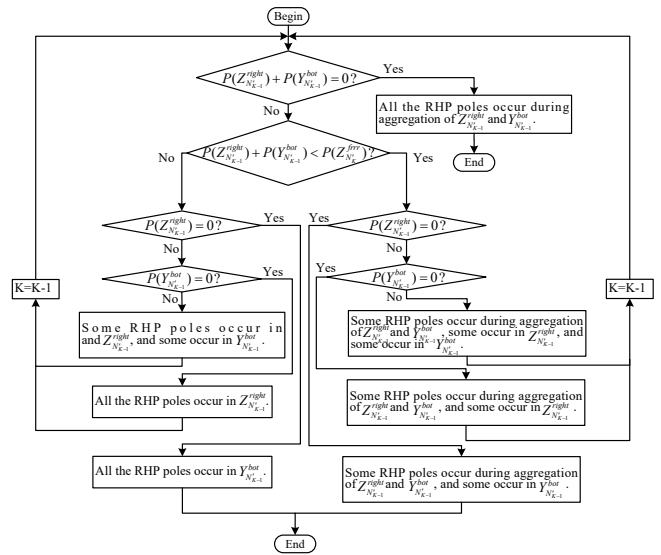 Begin
P(Z^{right}_{N'_{K-1}})+P(Y^{bot}_{N'_{K-1}})=0?
Yes
No
All the RHP poles occur during
aggregation of Z^{right}_{N'_{K-1}} and Y^{bot}_{N'_{K-1}}.
End
P(Z^{right}_{N'_{K-1}})+P(Y^{bot}_{N'_{K-1}})<P(Z^{frr}_{N'_K})?
No
Yes
P(Z^{right}_{N'_{K-1}})=0?
Yes
No
Yes
P(Z^{right}_{N'_{K-1}})=0?
No
P(Y^{bot}_{N'_{K-1}})=0?
Yes
No
Yes
P(Y^{bot}_{N'_{K-1}})=0?
No
K=K-1
K=K-1
Some RHP poles occur in
and Z^{right}_{N'_{K-1}}, and some occur in Y^{bot}_{N'_{K-1}}.
Some RHP poles occur during aggregation
of Z^{right}_{N'_{K-1}} and Y^{bot}_{N'_{K-1}}, some occur in Z^{right}_{N'_{K-1}}, and
some occur in Y^{bot}_{N'_{K-1}}.
All the RHP poles occur in Z^{right}_{N'_{K-1}}.
Some RHP poles occur during aggregation
of Z^{right}_{N'_{K-1}} and Y^{bot}_{N'_{K-1}}, and some occur in Z^{right}_{N'_{K-1}}.
All the RHP poles occur in Y^{bot}_{N'_{K-1}}.
Some RHP poles occur during aggregation
of Z^{right}_{N'_{K-1}} and Y^{bot}_{N'_{K-1}}, and some occur in Y^{bot}_{N'_{K-1}}.
End